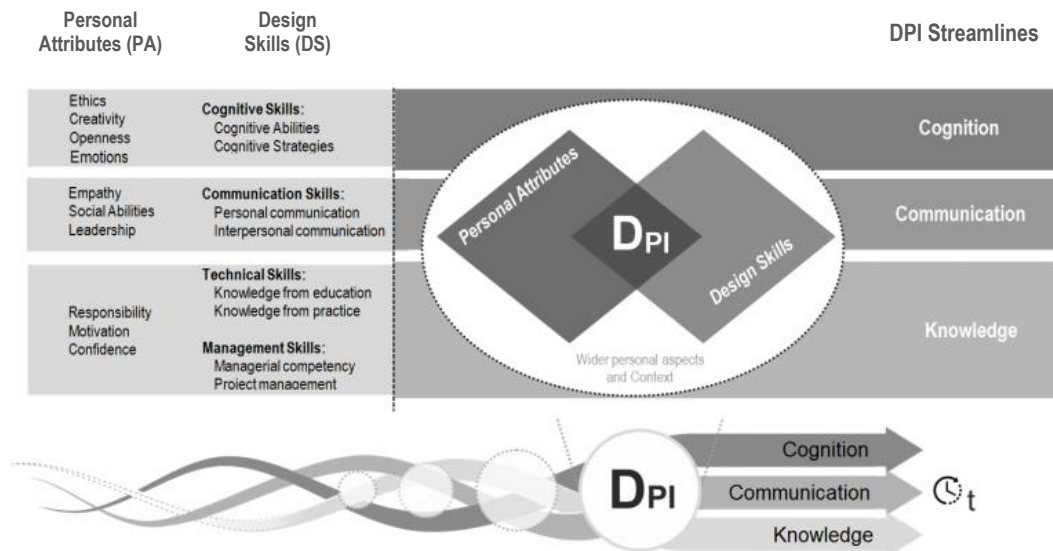 Personal
Attributes (PA)
Design
Skills (DS)
DPI Streamlines
Ethics
Creativity
Openness
Emotions
Cognitive Skills:
Cognitive Abilities
Cognitive Strategies
Cognition
Empathy
Social Abilities
Leadership
Communication Skills:
Personal communication
Interpersonal communication
Communication
Responsibility
Motivation
Confidence
Technical Skills:
Knowledge from education
Knowledge from practice
Management Skills:
Managerial competency
Project management
Knowledge
Personal Attributes
DPI
Design Skills
Wider personal aspects
and Context
DPI
Cognition
Communication
Knowledge
t